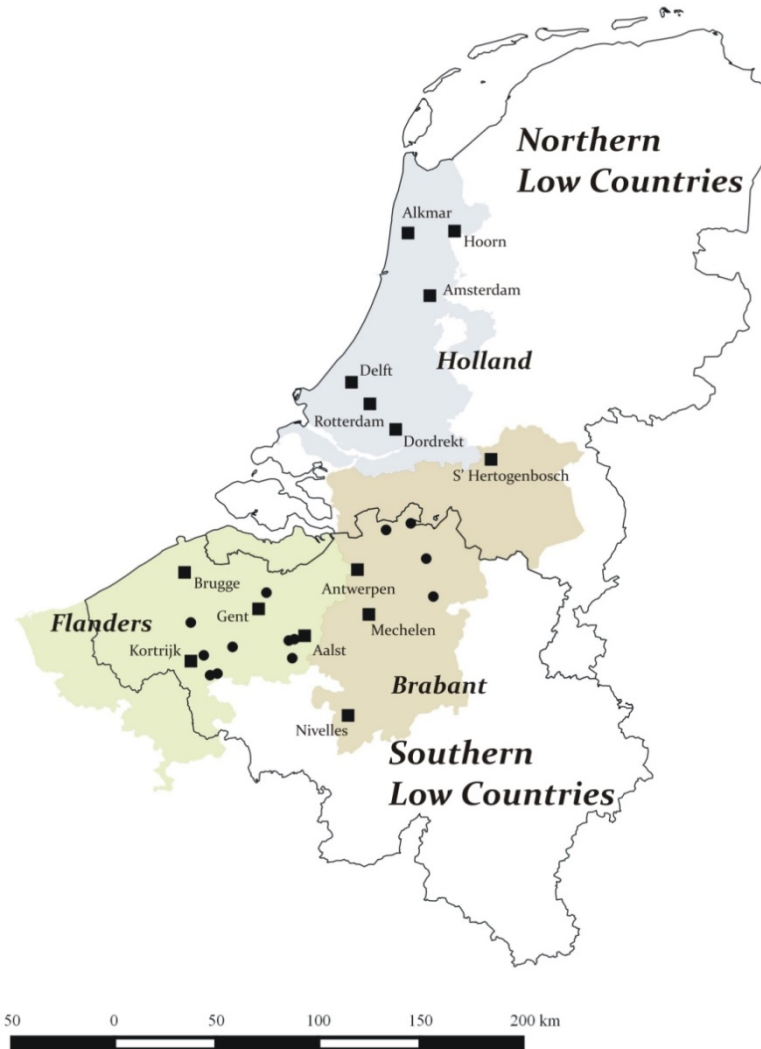 Northern
Low Countries
Alkmar
Hoorn
Amsterdam
Holland
Delft
Rotterdam
Dordrekt
S' Hertogenbosch
Brugge
Antwerpen
Gent
Flanders
Mechelen
Kortrijk
Aalst
Brabant
Nivelles
Southern
Low Countries
50 0 50 100 150 200 km